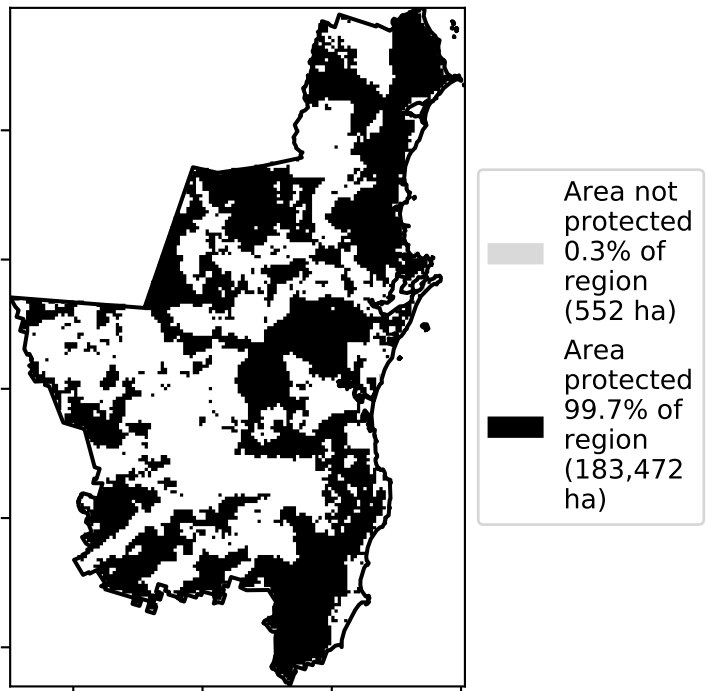 Area not
protected
0.3% of
region
(552 ha)
Area
protected
99.7% of
region
(183,472
ha)